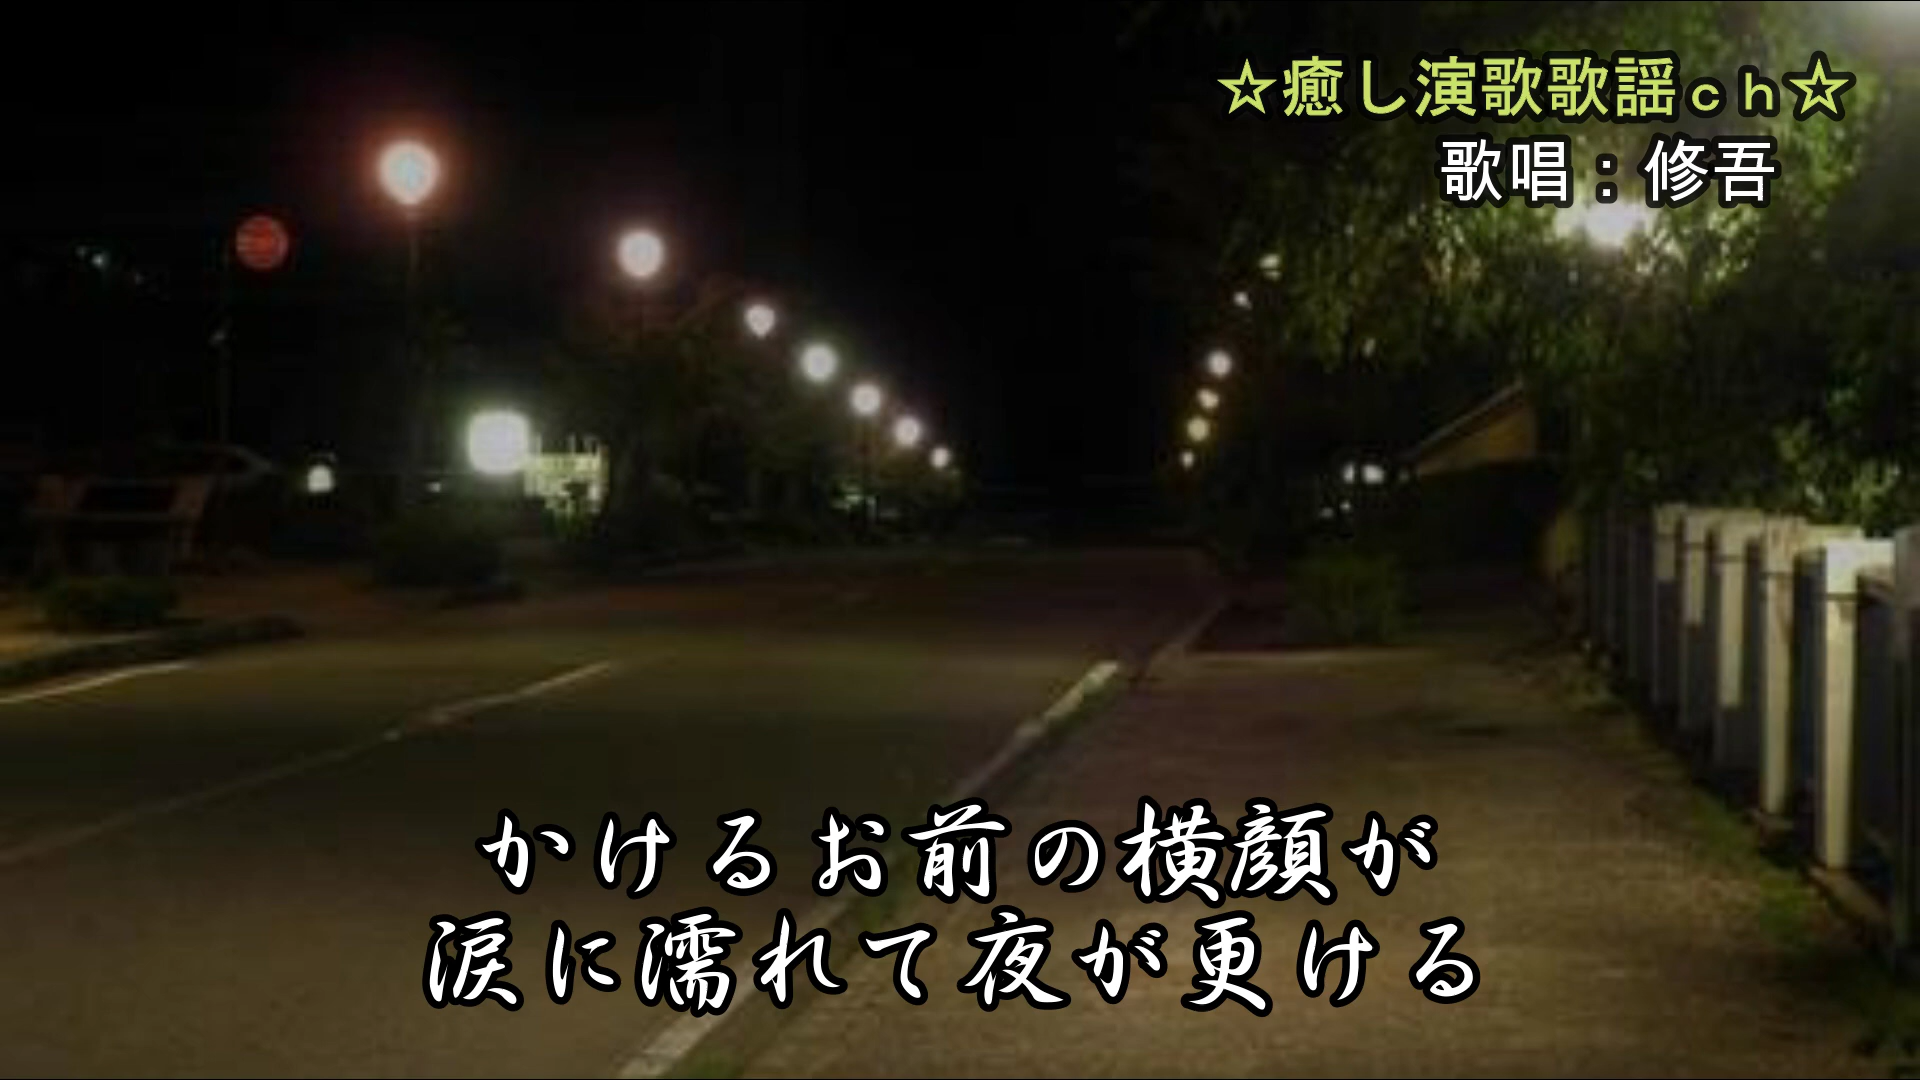 ☆癒し演歌歌謡ｃｈ☆
歌唱：修吾
かけるお前の横顔が
涙に濡れて夜が更ける